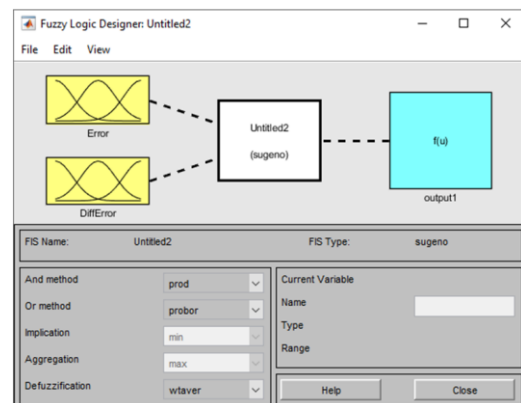 Fuzzy Logic Designer: Untitled2
File Edit View
Error
DiffError
Untitled2
(sugeno)
f(u)
output1
FIS Name: Untitled2 FIS Type: sugeno
And method prod
Or method probor
Implication min
Aggregation max
Defuzzification wtaver
Current Variable
Name
Type
Range
Help Close